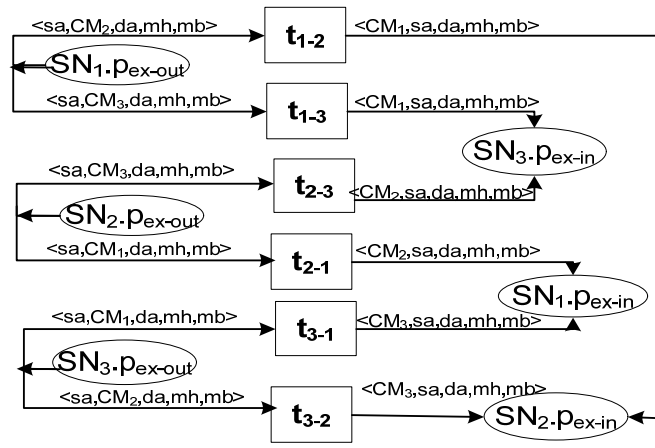 <sa,CM₂,da,mh,mb> t₁₋₂ <CM₁,sa,da,mh,mb>
SN₁.pex-out
<sa,CM₃,da,mh,mb> t₁₋₃ <CM₁,sa,da,mh,mb>
SN₃.pex-in
<sa,CM₃,da,mh,mb> t₂₋₃ <CM₂,sa,da,mh,mb>
SN₂.pex-out
<sa,CM₁,da,mh,mb> t₂₋₁ <CM₂,sa,da,mh,mb>
SN₁.pex-in
<sa,CM₁,da,mh,mb> t₃₋₁ <CM₃,sa,da,mh,mb>
SN₃.pex-out
<sa,CM₂,da,mh,mb> t₃₋₂ <CM₃,sa,da,mh,mb>
SN₂.pex-in